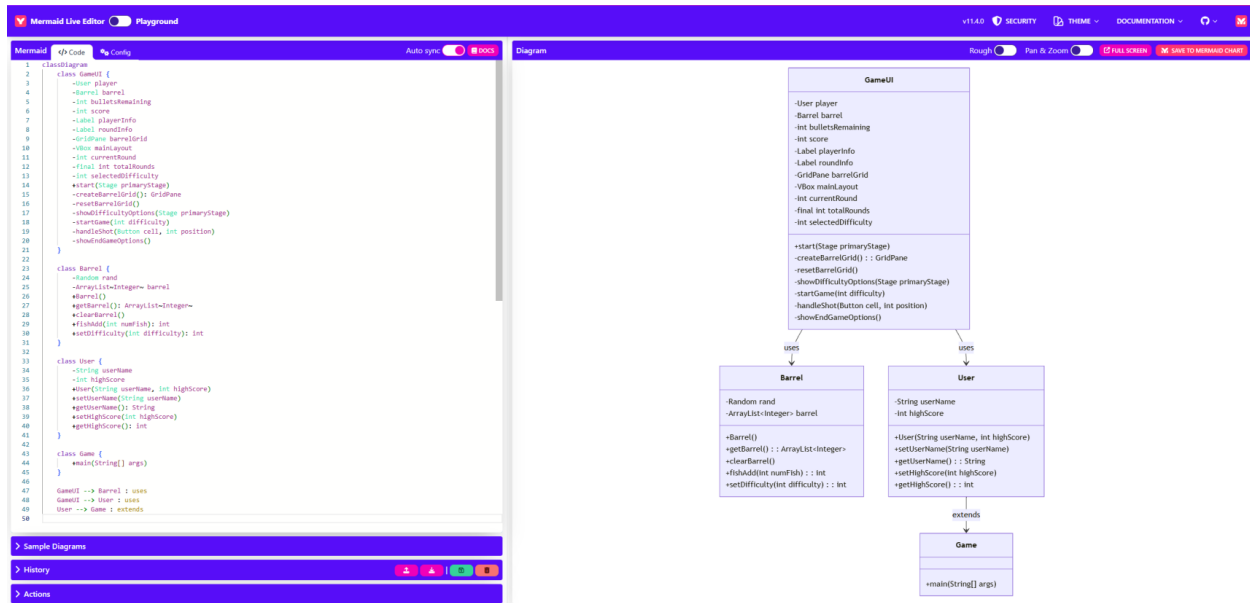 Mermaid Live Editor Playground
v11.4.0 SECURITY THEME DOCUMENTATION
Mermaid Code Config Auto sync DOCS
1 classDiagram
2 class GameUI {
3 -User player
4 -Barrel barrel
5 -int bulletsRemaining
6 -int score
7 -Label playerInfo
8 -Label roundInfo
9 -GridPane barrelGrid
10 -VBox mainLayout
11 -int currentRound
12 -final int totalRounds
13 -int selectedDifficulty
14 +start(Stage primaryStage)
15 -createBarrelGrid(): GridPane
16 -resetBarrelGrid()
17 -showDifficultyOptions(Stage primaryStage)
18 -startGame(int difficulty)
19 -handleShot(Button cell, int position)
20 -showEndGameOptions()
21 }
22
23 class Barrel {
24 -Random rand
25 -ArrayList~Integer~ barrel
26 +Barrel()
27 +getBarrel(): ArrayList~Integer~
28 +clearBarrel()
29 +fishAdd(int numFish): int
30 +setDifficulty(int difficulty): int
31 }
32
33 class User {
34 -String userName
35 -int highScore
36 +User(String userName, int highScore)
37 +setUserName(String userName)
38 +getUserName(): String
39 +setHighScore(int highScore)
40 +getHighScore(): int
41 }
42
43 class Game {
44 +main(String[] args)
45 }
46
47 GameUI --> Barrel : uses
48 GameUI --> User : uses
49 User --> Game : extends
50
Sample Diagrams
History
Actions
Diagram Rough Pan & Zoom FULL SCREEN SAVE TO MERMAID CHART
GameUI
-User player
-Barrel barrel
-int bulletsRemaining
-int score
-Label playerInfo
-Label roundInfo
-GridPane barrelGrid
-VBox mainLayout
-int currentRound
-final int totalRounds
-int selectedDifficulty
+start(Stage primaryStage)
-createBarrelGrid() : : GridPane
-resetBarrelGrid()
-showDifficultyOptions(Stage primaryStage)
-startGame(int difficulty)
-handleShot(Button cell, int position)
-showEndGameOptions()
uses
uses
Barrel
-Random rand
-ArrayList<Integer> barrel
+Barrel()
+getBarrel() : : ArrayList<Integer>
+clearBarrel()
+fishAdd(int numFish) : : int
+setDifficulty(int difficulty) : : int
User
-String userName
-int highScore
+User(String userName, int highScore)
+setUserName(String userName)
+getUserName() : : String
+setHighScore(int highScore)
+getHighScore() : : int
extends
Game
+main(String[] args)